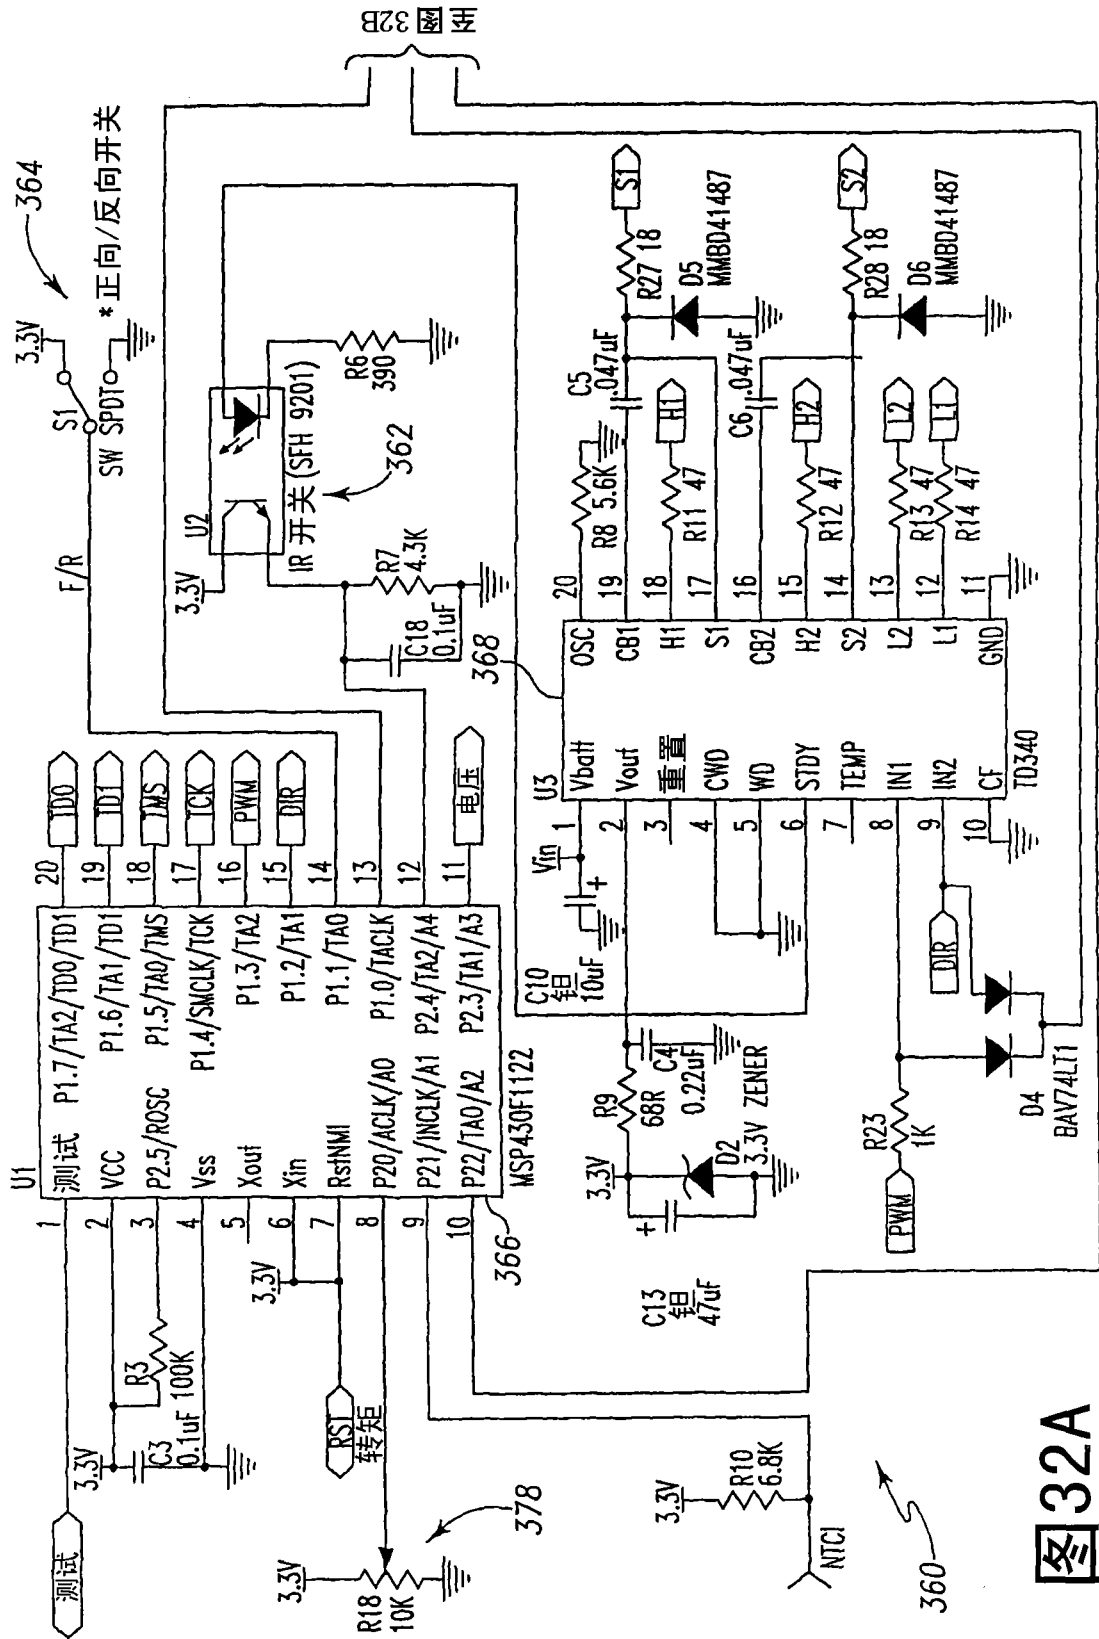 至图32B
364
3.3V
*正向/反向开关
S1
SW SPDT
F/R
U2
3.3V
IR 开关 (SFH 9201)
362
R6
390
R7
4.3K
C18
0.1uF
U1
测试
1
测试
P1.7/TA2/TDO/TD1
20
TDO
2
VCC
P1.6/TA1/TD1
19
TD1
3
P2.5/ROSC
P1.5/TA0/TMS
18
TMS
4
Vss
P1.4/SMCLK/TCK
17
TCK
5
Xout
P1.3/TA2
16
PWM
6
Xin
P1.2/TA1
15
DIR
7
RstNMI
P1.1/TA0
14
8
P20/ACLK/A0
P1.0/TACLK
13
9
P21/INCLK/A1
P2.4/TA2/A4
12
10
P22/TA0/A2
P2.3/TA1/A3
11
电压
MSP430F1122
366
3.3V
C3
0.1uF
R3
100K
3.3V
RST
转矩
3.3V
R18
10K
378
3.3V
R10
6.8K
NTC1
360
U3
368
Vin
C10
钽
10uF
1
Vbatt
OSC
20
R8 5.6K
2
Vout
CB1
19
C5
.047uF
3
重置
H1
18
R11 47
H1
4
CWD
S1
17
5
WD
CB2
16
C6
.047uF
6
STDY
H2
15
R12 47
H2
7
TEMP
S2
14
8
IN1
L2
13
R13 47
L2
9
IN2
L1
12
R14 47
L1
10
CF
GND
11
TD340
R27 18
S1
D5
MMBD41487
R28 18
S2
D6
MMBD41487
3.3V
R9
68R
C4
0.22uF
D2
3.3V ZENER
C13
钽
47uF
PWM
R23
1K
DIR
D4
BAV74LT1
图32A